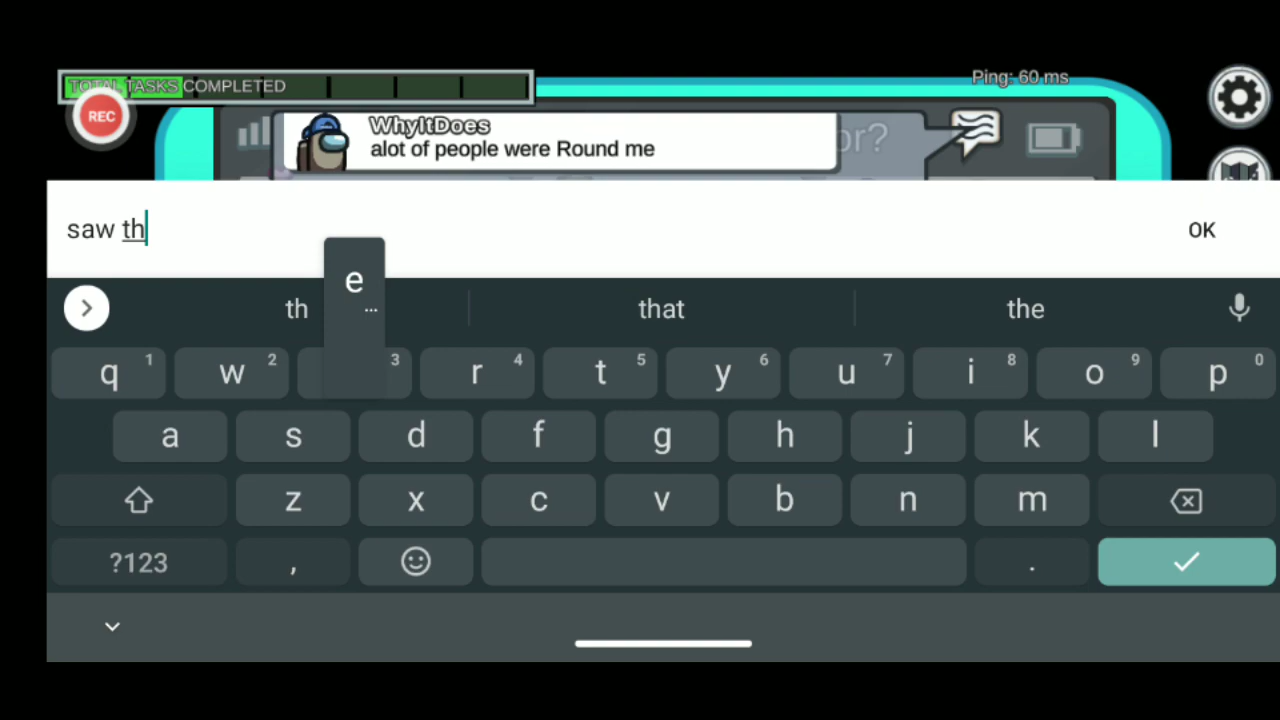 TOTAL TASKS COMPLETED
Ping: 60 ms
REC
WhyItDoes
or?
alot of people were Round me
saw th
OK
e
...
th
that
the
q 1 w 2 3 r 4 t 5 y 6 u 7 i 8 o 9 p 0
a s d f g h j k l
z x c v b n m
?123 , .